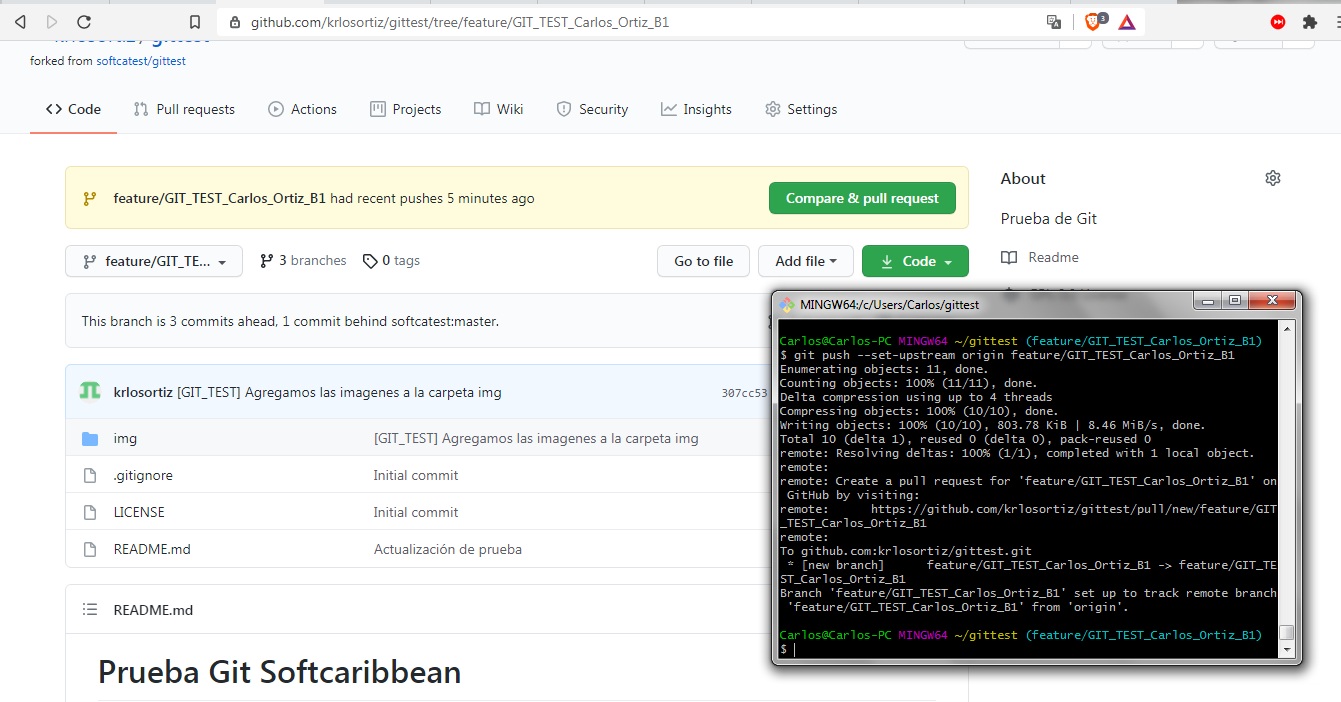 github.com/krlosortiz/gittest/tree/feature/GIT_TEST_Carlos_Ortiz_B1
3
krlosortiz / gittest
forked from softcatest/gittest
Code Pull requests Actions Projects Wiki Security Insights Settings
feature/GIT_TEST_Carlos_Ortiz_B1 had recent pushes 5 minutes ago
Compare & pull request
feature/GIT_TE... 3 branches 0 tags
Go to file Add file Code
This branch is 3 commits ahead, 1 commit behind softcatest:master.
krlosortiz [GIT_TEST] Agregamos las imagenes a la carpeta img 307cc53
img [GIT_TEST] Agregamos las imagenes a la carpeta img
.gitignore Initial commit
LICENSE Initial commit
README.md Actualización de prueba
README.md
Prueba Git Softcaribbean
About
Prueba de Git
Readme
MINGW64:/c/Users/Carlos/gittest
Carlos@Carlos-PC MINGW64 ~/gittest (feature/GIT_TEST_Carlos_Ortiz_B1)
$ git push --set-upstream origin feature/GIT_TEST_Carlos_Ortiz_B1
Enumerating objects: 11, done.
Counting objects: 100% (11/11), done.
Delta compression using up to 4 threads
Compressing objects: 100% (10/10), done.
Writing objects: 100% (10/10), 803.78 KiB | 8.46 MiB/s, done.
Total 10 (delta 1), reused 0 (delta 0), pack-reused 0
remote: Resolving deltas: 100% (1/1), completed with 1 local object.
remote:
remote: Create a pull request for 'feature/GIT_TEST_Carlos_Ortiz_B1' on
GitHub by visiting:
remote: https://github.com/krlosortiz/gittest/pull/new/feature/GIT
_TEST_Carlos_Ortiz_B1
remote:
To github.com:krlosortiz/gittest.git
* [new branch] feature/GIT_TEST_Carlos_Ortiz_B1 -> feature/GIT_TE
ST_Carlos_Ortiz_B1
Branch 'feature/GIT_TEST_Carlos_Ortiz_B1' set up to track remote branch
'feature/GIT_TEST_Carlos_Ortiz_B1' from 'origin'.
Carlos@Carlos-PC MINGW64 ~/gittest (feature/GIT_TEST_Carlos_Ortiz_B1)
$